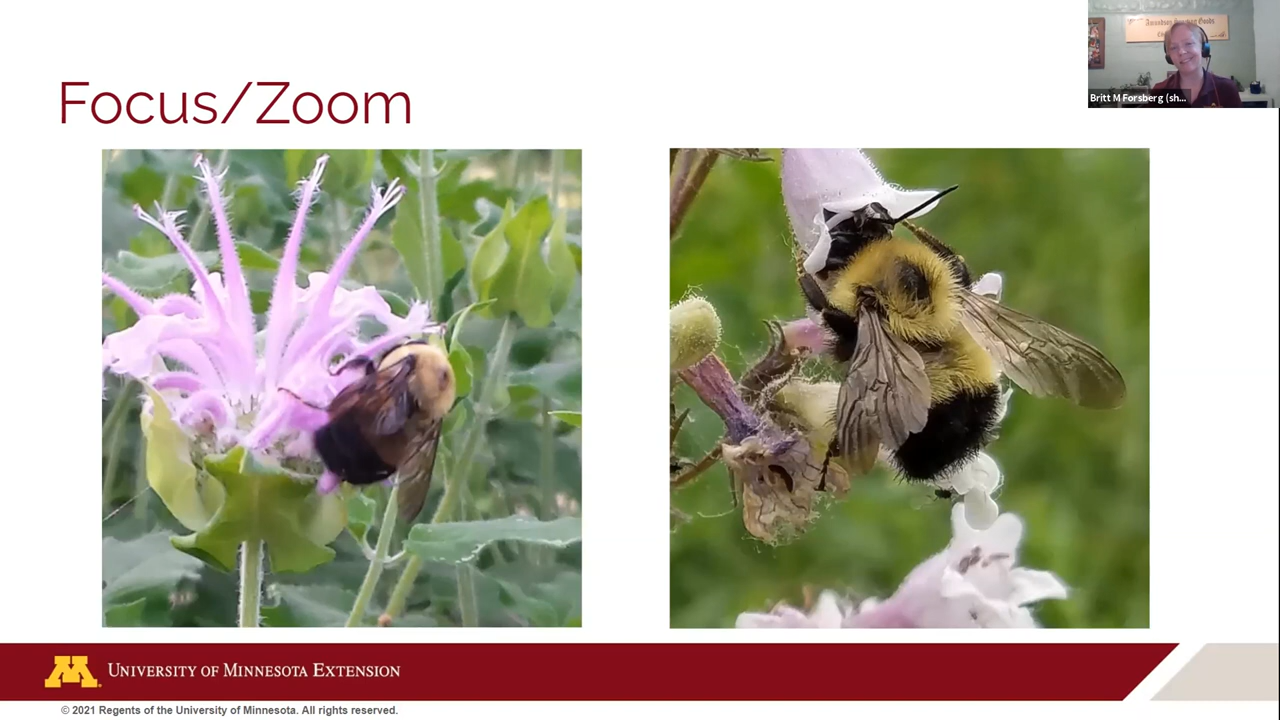 Focus/Zoom
Britt M Forsberg (sh...
M
UNIVERSITY OF MINNESOTA EXTENSION
© 2021 Regents of the University of Minnesota. All rights reserved.